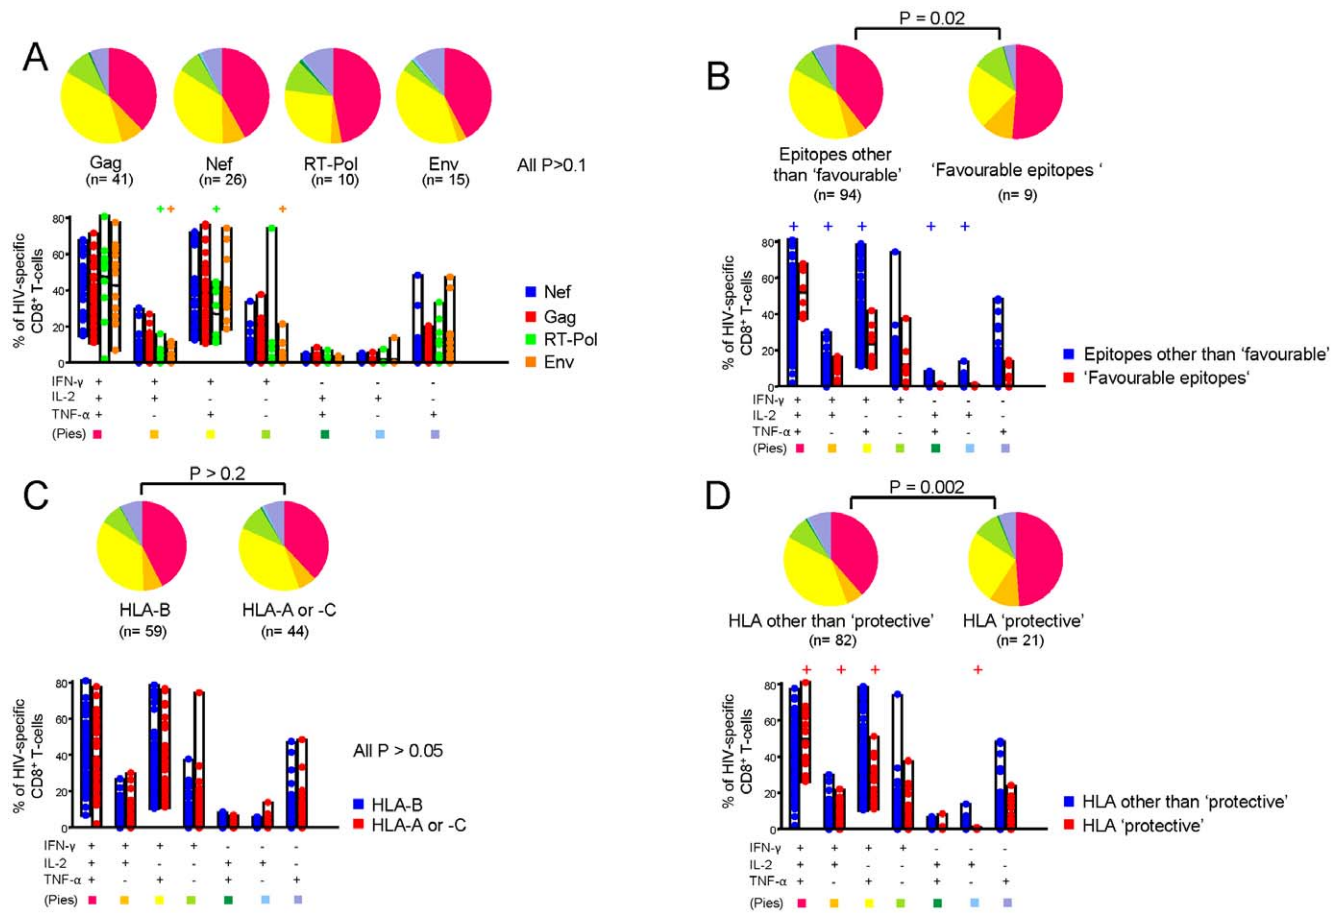 A
Gag
(n= 41)
Nef
(n= 26)
RT-Pol
(n= 10)
Env
(n= 15)
All P>0.1
% of HIV-specific
CD8⁺ T-cells
80
60
40
20
0
+ + + +
Nef
Gag
RT-Pol
Env
IFN-γ + + + + - - -
IL-2 + + - - + + -
TNF-α + - + - + - +
(Pies)
B
P = 0.02
Epitopes other
than ‘favourable’
(n= 94)
‘Favourable epitopes ‘
(n= 9)
% of HIV-specific
CD8⁺ T-cells
80
60
40
20
0
+ + + + +
Epitopes other than ‘favourable’
‘Favourable epitopes‘
IFN-γ + + + + - - -
IL-2 + + - - + + -
TNF-α + - + - + - +
(Pies)
C
P > 0.2
HLA-B
(n= 59)
HLA-A or -C
(n= 44)
% of HIV-specific
CD8⁺ T-cells
80
60
40
20
0
All P > 0.05
HLA-B
HLA-A or -C
IFN-γ + + + + - - -
IL-2 + + - - + + -
TNF-α + - + - + - +
(Pies)
D
P = 0.002
HLA other than ‘protective’
(n= 82)
HLA ‘protective’
(n= 21)
% of HIV-specific
CD8⁺ T-cells
80
60
40
20
0
+ + + +
HLA other than ‘protective’
HLA ‘protective’
IFN-γ + + + + - - -
IL-2 + + - - + + -
TNF-α + - + - + - +
(Pies)